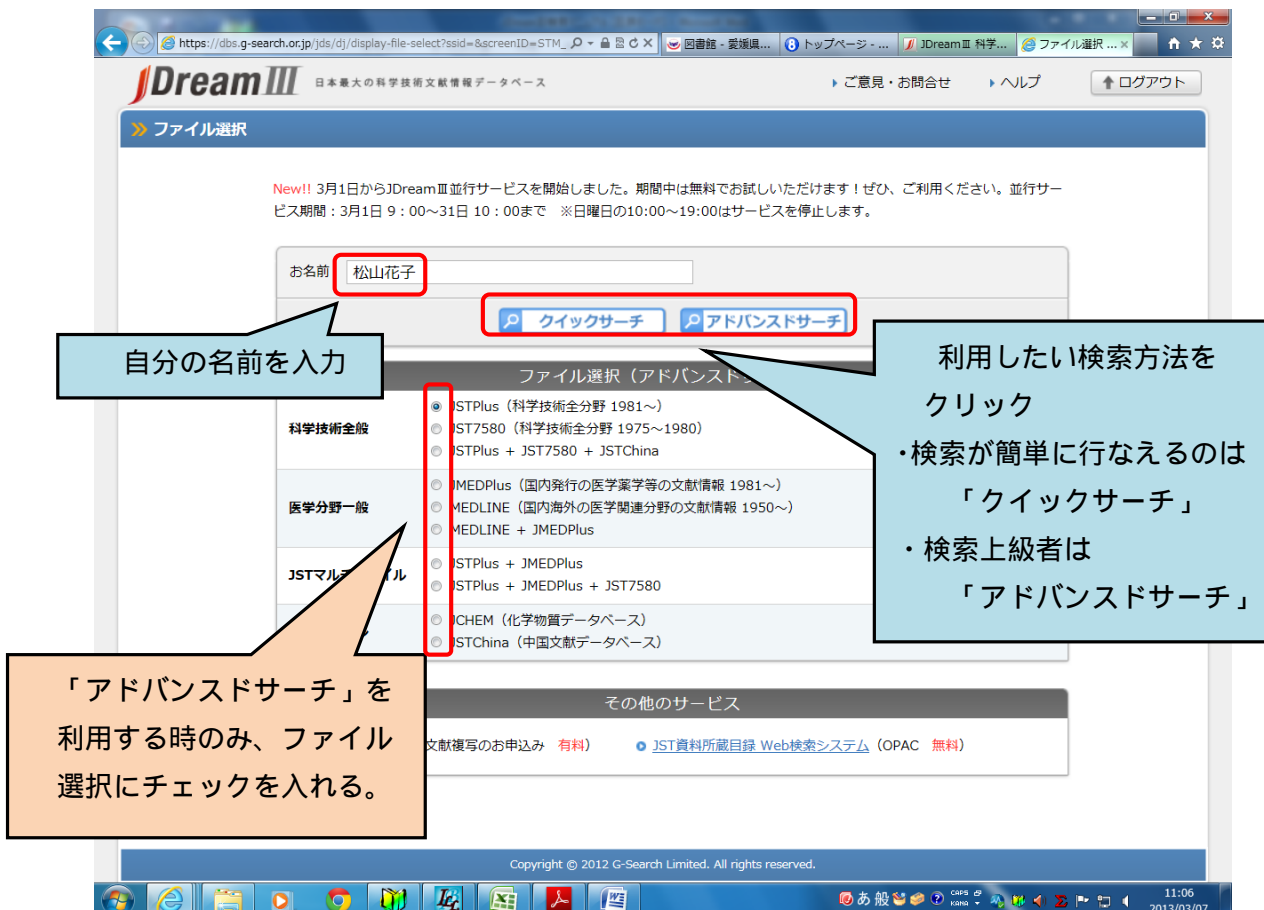 https://dbs.g-search.or.jp/jds/dj/display-file-select?ssid=&screenID=STM_
図書館 - 愛媛県...
トップページ - ...
JDreamⅢ 科学...
ファイル選択 ...
JDreamⅢ 日本最大の科学技術文献情報データベース
ご意見・お問合せ
ヘルプ
ログアウト
ファイル選択
New!! 3月1日からJDreamⅢ並行サービスを開始しました。期間中は無料でお試しいただけます！ぜひ、ご利用ください。並行サー
ビス期間：3月1日 9：00～31日 10：00まで　※日曜日の10:00～19:00はサービスを停止します。
お名前 松山花子
クイックサーチ アドバンスドサーチ
自分の名前を入力
利用したい検索方法を
クリック
・検索が簡単に行なえるのは
「クイックサーチ」
・検索上級者は
「アドバンスドサーチ」
ファイル選択（アドバンスド
科学技術全般
JSTPlus（科学技術全分野 1981～）
JST7580（科学技術全分野 1975～1980）
JSTPlus + JST7580 + JSTChina
医学分野一般
JMEDPlus（国内発行の医学薬学等の文献情報 1981～）
MEDLINE（国内海外の医学関連分野の文献情報 1950～）
MEDLINE + JMEDPlus
JSTマルチ イル
JSTPlus + JMEDPlus
JSTPlus + JMEDPlus + JST7580
JCHEM（化学物質データベース）
JSTChina（中国文献データベース）
「アドバンスドサーチ」を
利用する時のみ、ファイル
選択にチェックを入れる。
その他のサービス
文献複写のお申込み　有料）
JST資料所蔵目録 Web検索システム（OPAC　無料）
Copyright © 2012 G-Search Limited. All rights reserved.
あ 般
CAPS
KANA
11:06
2013/03/07